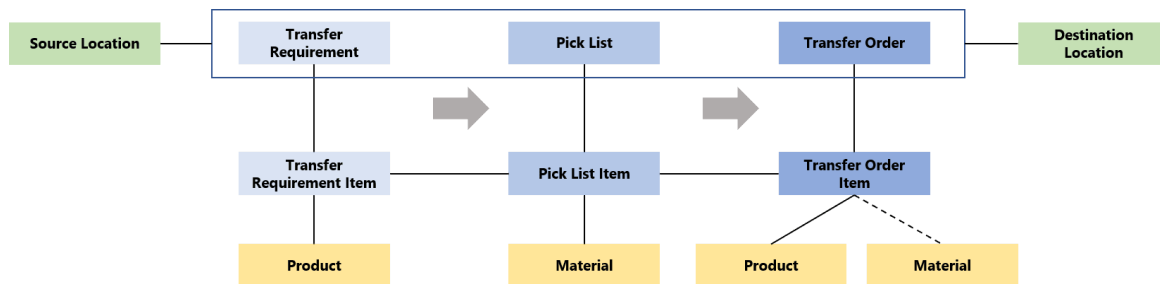 Source Location
Transfer
Requirement
Pick List
Transfer Order
Destination
Location
Transfer
Requirement Item
Pick List Item
Transfer Order
Item
Product
Material
Product
Material